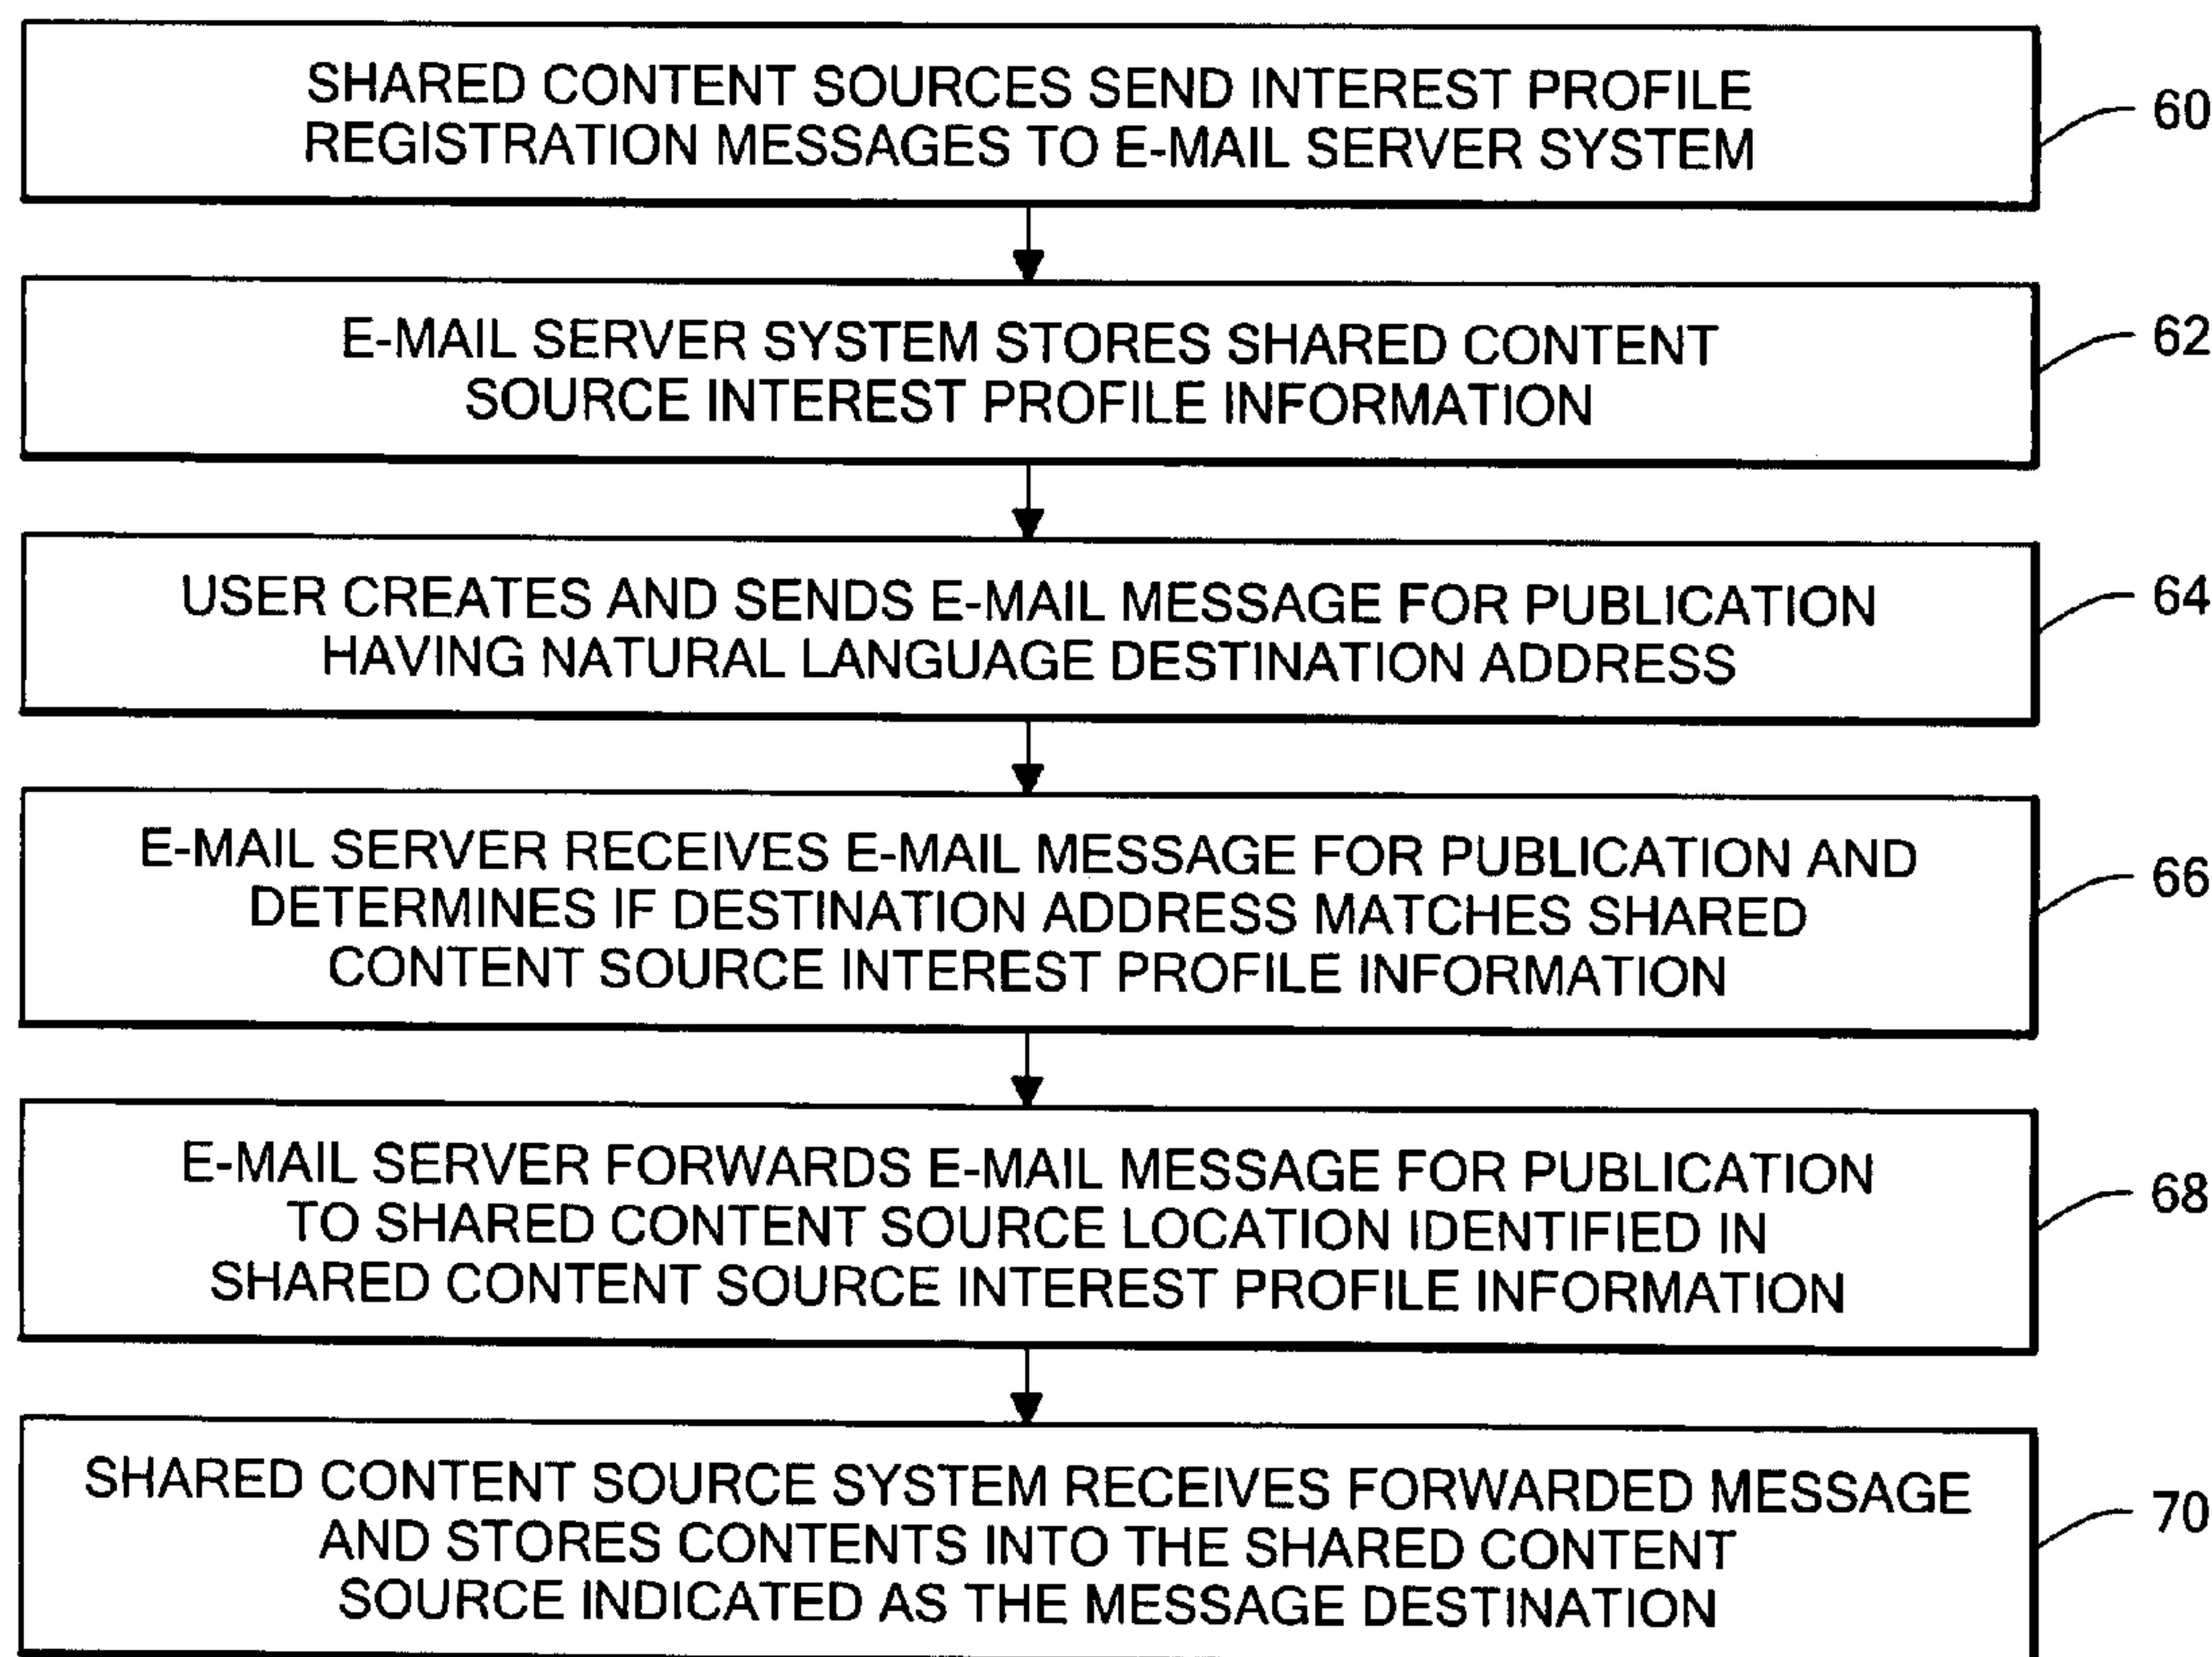 SHARED CONTENT SOURCES SEND INTEREST PROFILE
REGISTRATION MESSAGES TO E-MAIL SERVER SYSTEM
60
E-MAIL SERVER SYSTEM STORES SHARED CONTENT
SOURCE INTEREST PROFILE INFORMATION
62
USER CREATES AND SENDS E-MAIL MESSAGE FOR PUBLICATION
HAVING NATURAL LANGUAGE DESTINATION ADDRESS
64
E-MAIL SERVER RECEIVES E-MAIL MESSAGE FOR PUBLICATION AND
DETERMINES IF DESTINATION ADDRESS MATCHES SHARED
CONTENT SOURCE INTEREST PROFILE INFORMATION
66
E-MAIL SERVER FORWARDS E-MAIL MESSAGE FOR PUBLICATION
TO SHARED CONTENT SOURCE LOCATION IDENTIFIED IN
SHARED CONTENT SOURCE INTEREST PROFILE INFORMATION
68
SHARED CONTENT SOURCE SYSTEM RECEIVES FORWARDED MESSAGE
AND STORES CONTENTS INTO THE SHARED CONTENT
SOURCE INDICATED AS THE MESSAGE DESTINATION
70